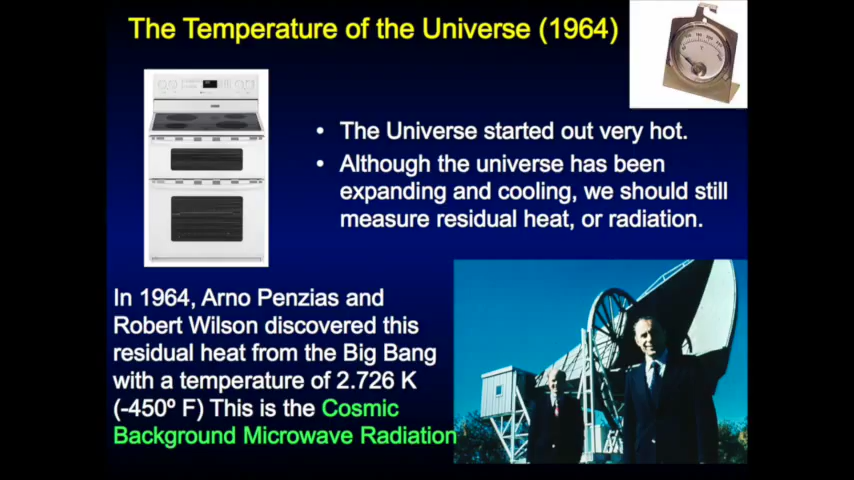 The Temperature of the Universe (1964)
• The Universe started out very hot.
• Although the universe has been
expanding and cooling, we should still
measure residual heat, or radiation.
In 1964, Arno Penzias and
Robert Wilson discovered this
residual heat from the Big Bang
with a temperature of 2.726 K
(-450º F) This is the Cosmic
Background Microwave Radiation